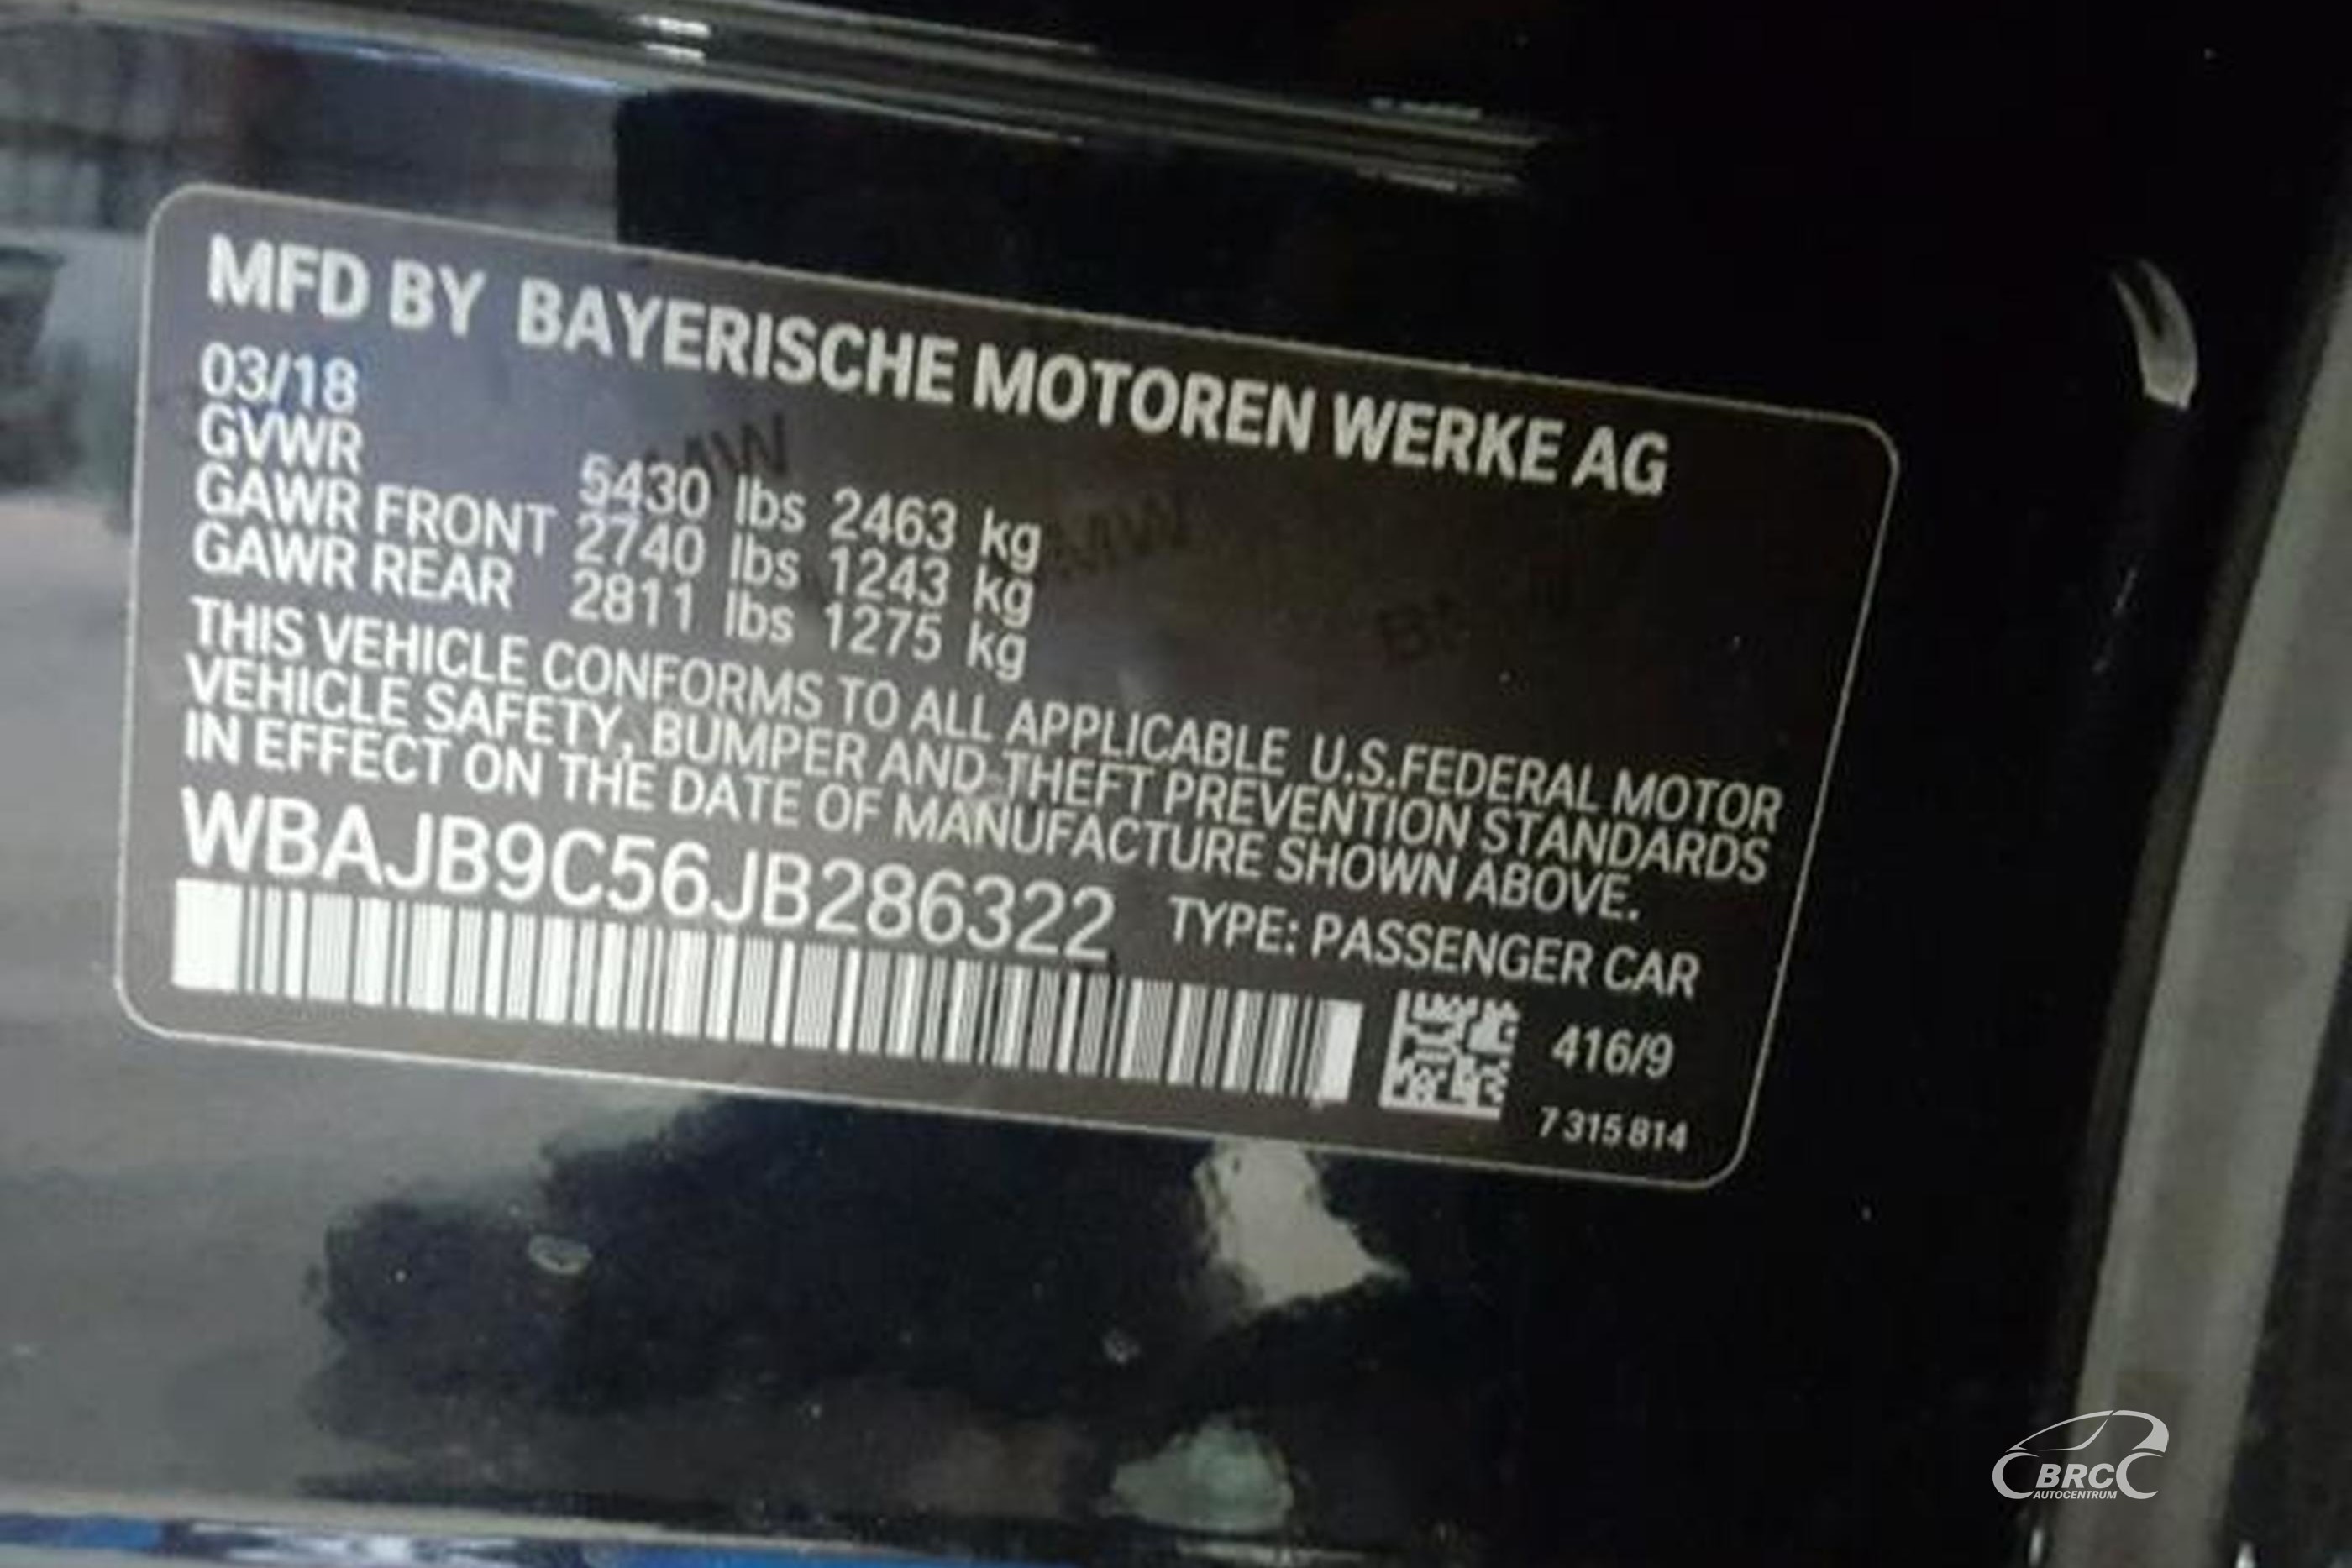 MFD BY BAYERISCHE MOTOREN WERKE AG
03/18
GVWR 5430 lbs 2463 kg
GAWR FRONT 2740 lbs 1243 kg
GAWR REAR 2811 lbs 1275 kg
THIS VEHICLE CONFORMS TO ALL APPLICABLE U.S.FEDERAL MOTOR
VEHICLE SAFETY, BUMPER AND THEFT PREVENTION STANDARDS
IN EFFECT ON THE DATE OF MANUFACTURE SHOWN ABOVE.
WBAJB9C56JB286322 TYPE: PASSENGER CAR
416/9
7 315 814
BRC
AUTOCENTRUM